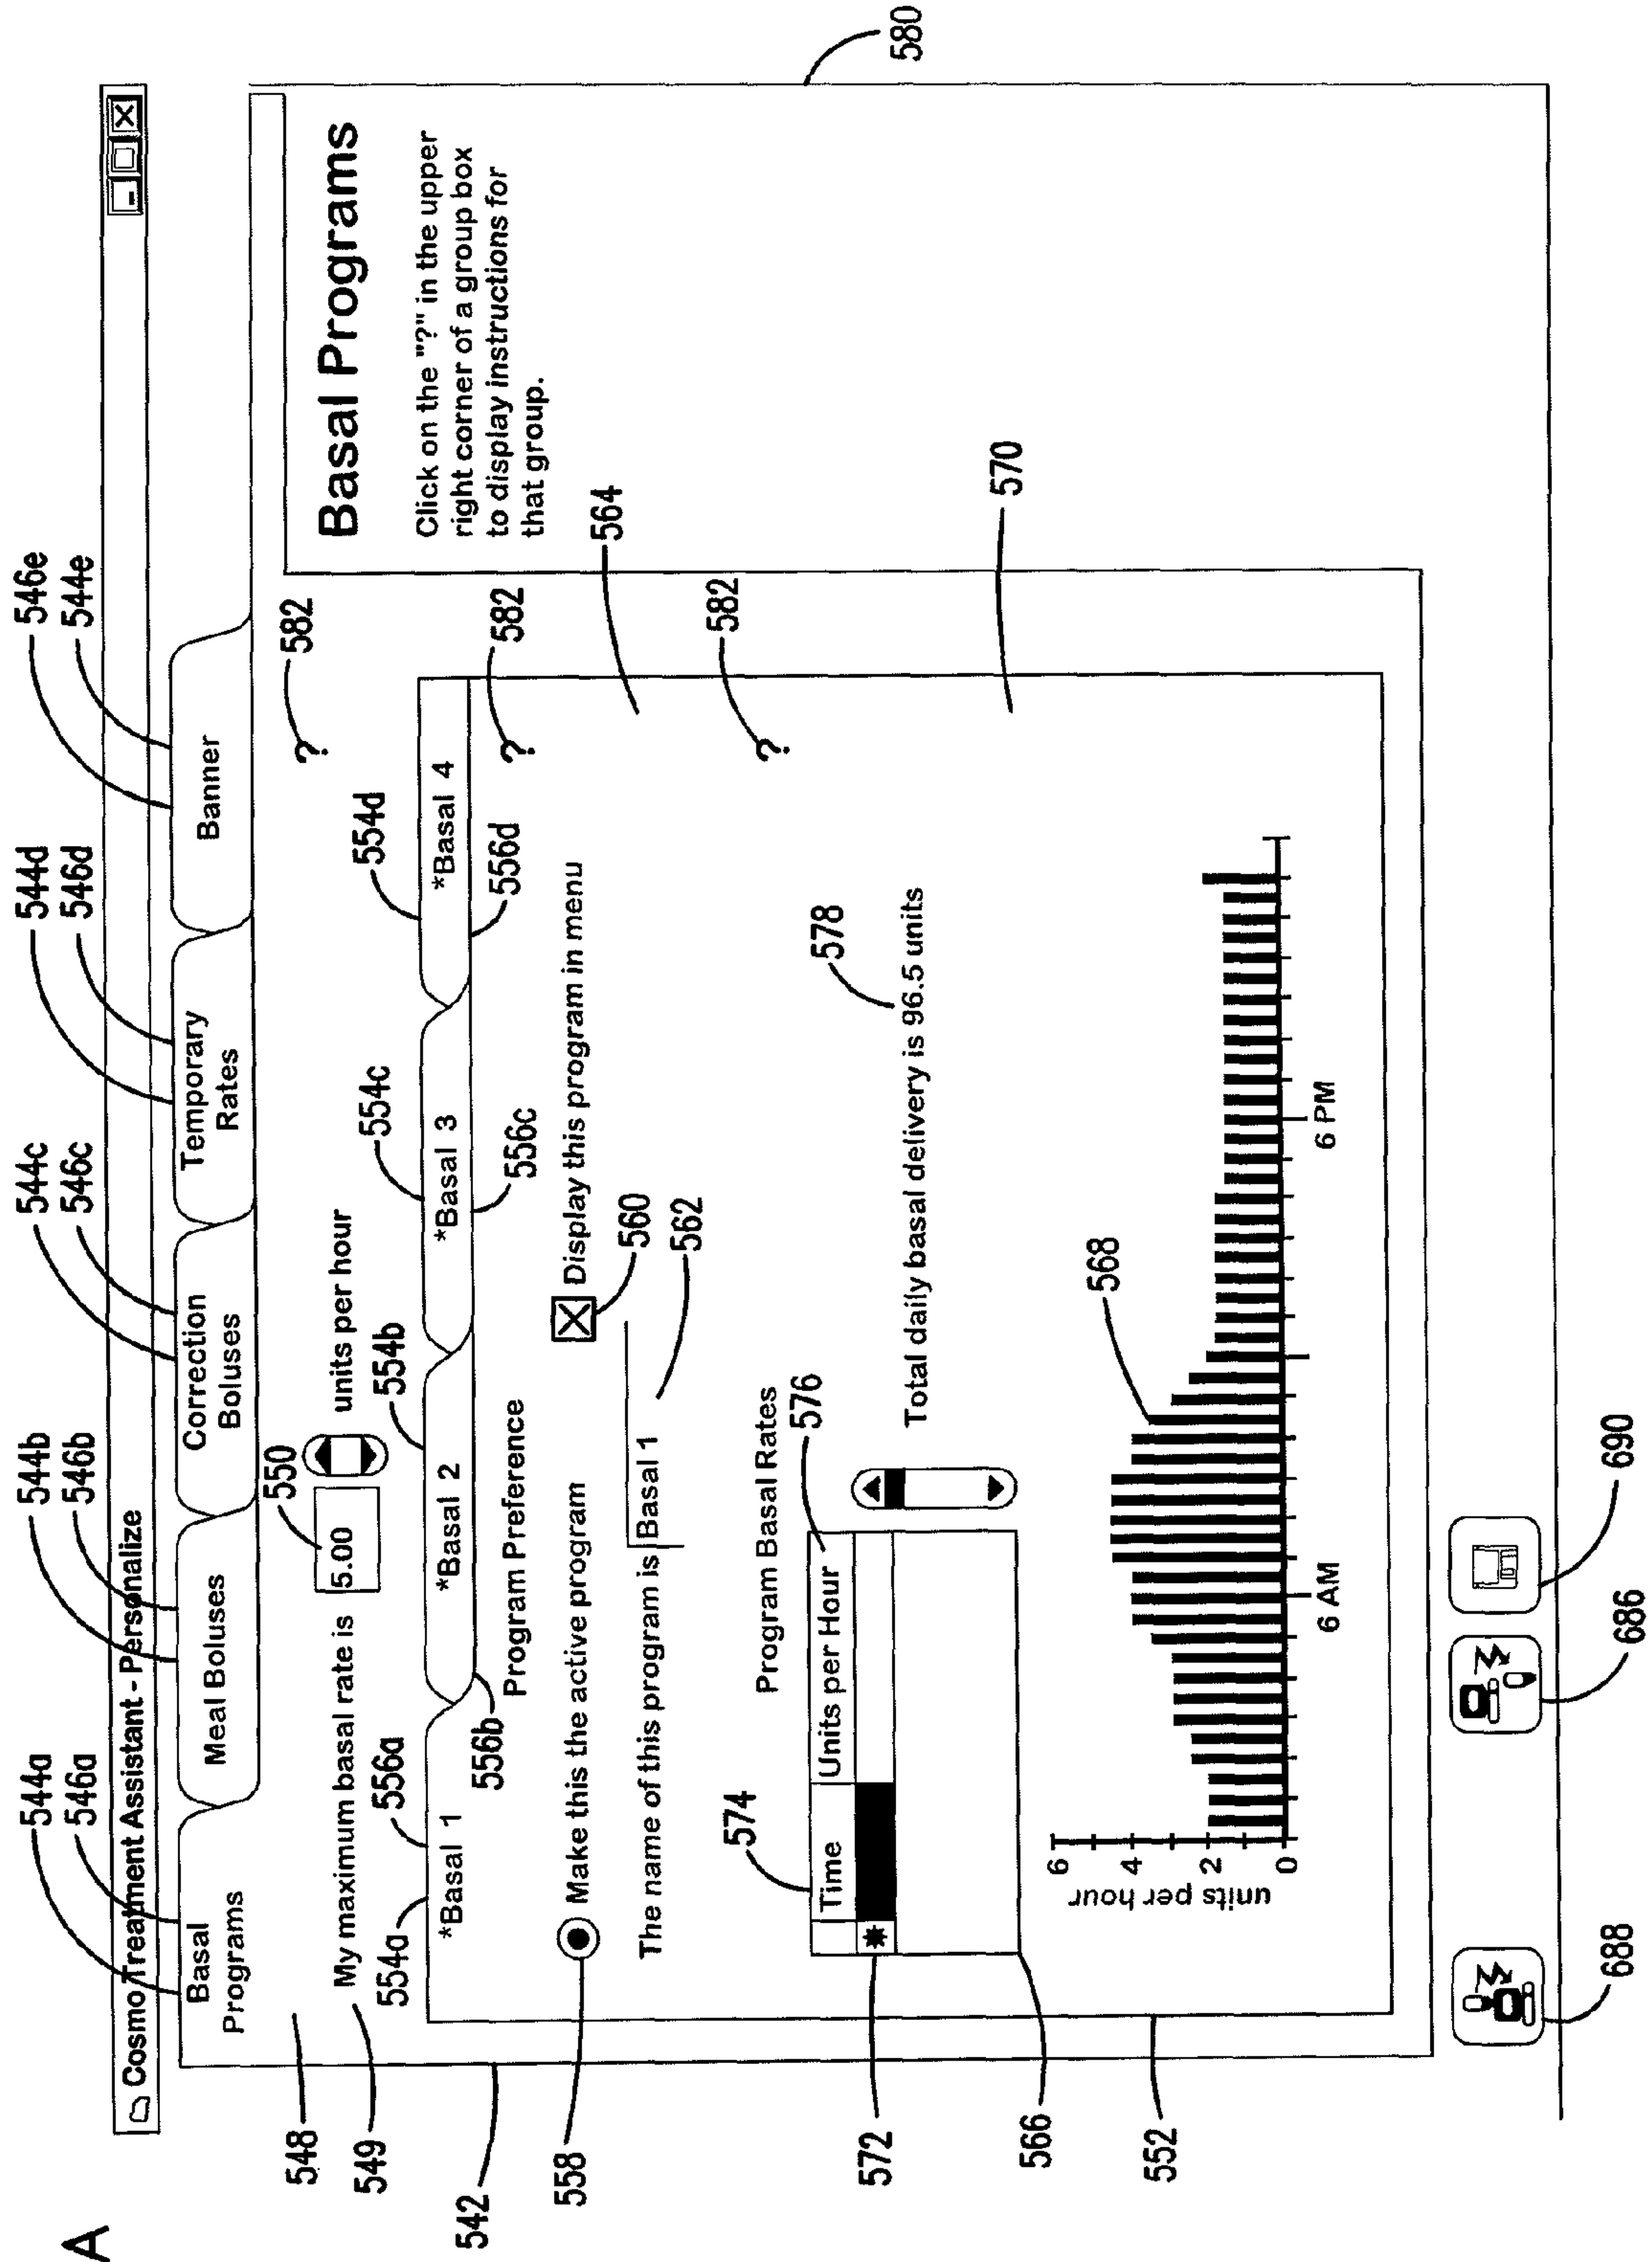 A
544a
546a
544b
546b
544c
546c
544d
546d
546e
544e
Cosmo Treatment Assistant - Personalize
Basal
Programs
Meal Boluses
Correction
Boluses
Temporary
Rates
Banner
548
549
My maximum basal rate is 5.00 units per hour
550
? 582
Basal Programs
Click on the "?" in the upper
right corner of a group box
to display instructions for
that group.
580
542
554a
556a
554b
554c
554d
*Basal 1
*Basal 2
*Basal 3
*Basal 4
556b
556c
556d
Program Preference
? 582
558
Make this the active program
Display this program in menu
560
564
The name of this program is Basal 1
562
Program Basal Rates
? 582
574
576
578
Time
Units per Hour
572
Total daily basal delivery is 96.5 units
566
570
568
units per hour
6
4
2
0
6 AM
6 PM
552
688
686
690